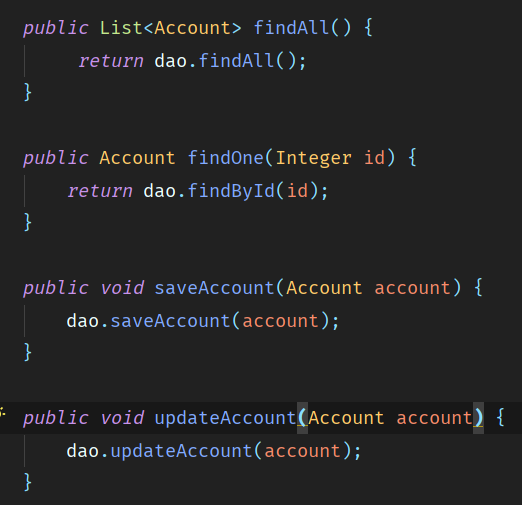 public List<Account> findAll() {
return dao.findAll();
}
public Account findOne(Integer id) {
return dao.findById(id);
}
public void saveAccount(Account account) {
dao.saveAccount(account);
}
public void updateAccount(Account account) {
dao.updateAccount(account);
}